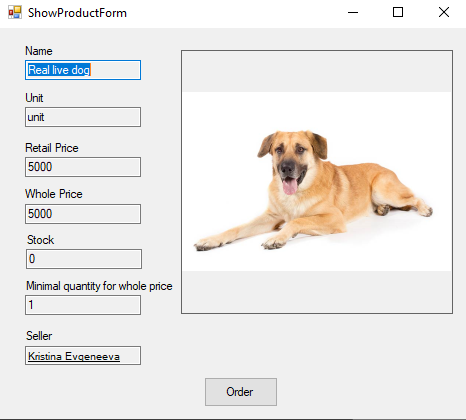 ShowProductForm
Name
Real live dog
Unit
unit
Retail Price
5000
Whole Price
5000
Stock
0
Minimal quantity for whole price
1
Seller
Kristina Evgeneeva
Order